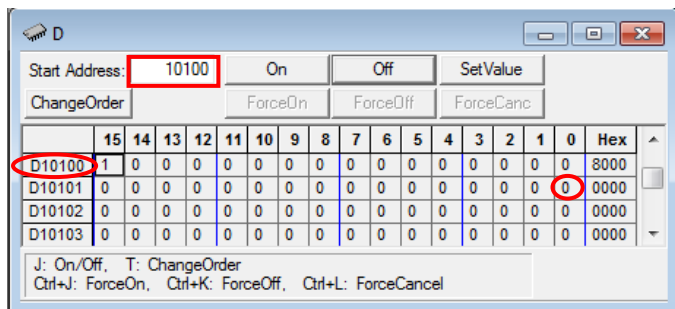 D
Start Address: 10100 On Off SetValue
ChangeOrder ForceOn ForceOff ForceCanc
15 14 13 12 11 10 9 8 7 6 5 4 3 2 1 0 Hex
D10100 1 0 0 0 0 0 0 0 0 0 0 0 0 0 0 0 8000
D10101 0 0 0 0 0 0 0 0 0 0 0 0 0 0 0 0 0000
D10102 0 0 0 0 0 0 0 0 0 0 0 0 0 0 0 0 0000
D10103 0 0 0 0 0 0 0 0 0 0 0 0 0 0 0 0 0000
J: On/Off, T: ChangeOrder
Ctrl+J: ForceOn, Ctrl+K: ForceOff, Ctrl+L: ForceCancel